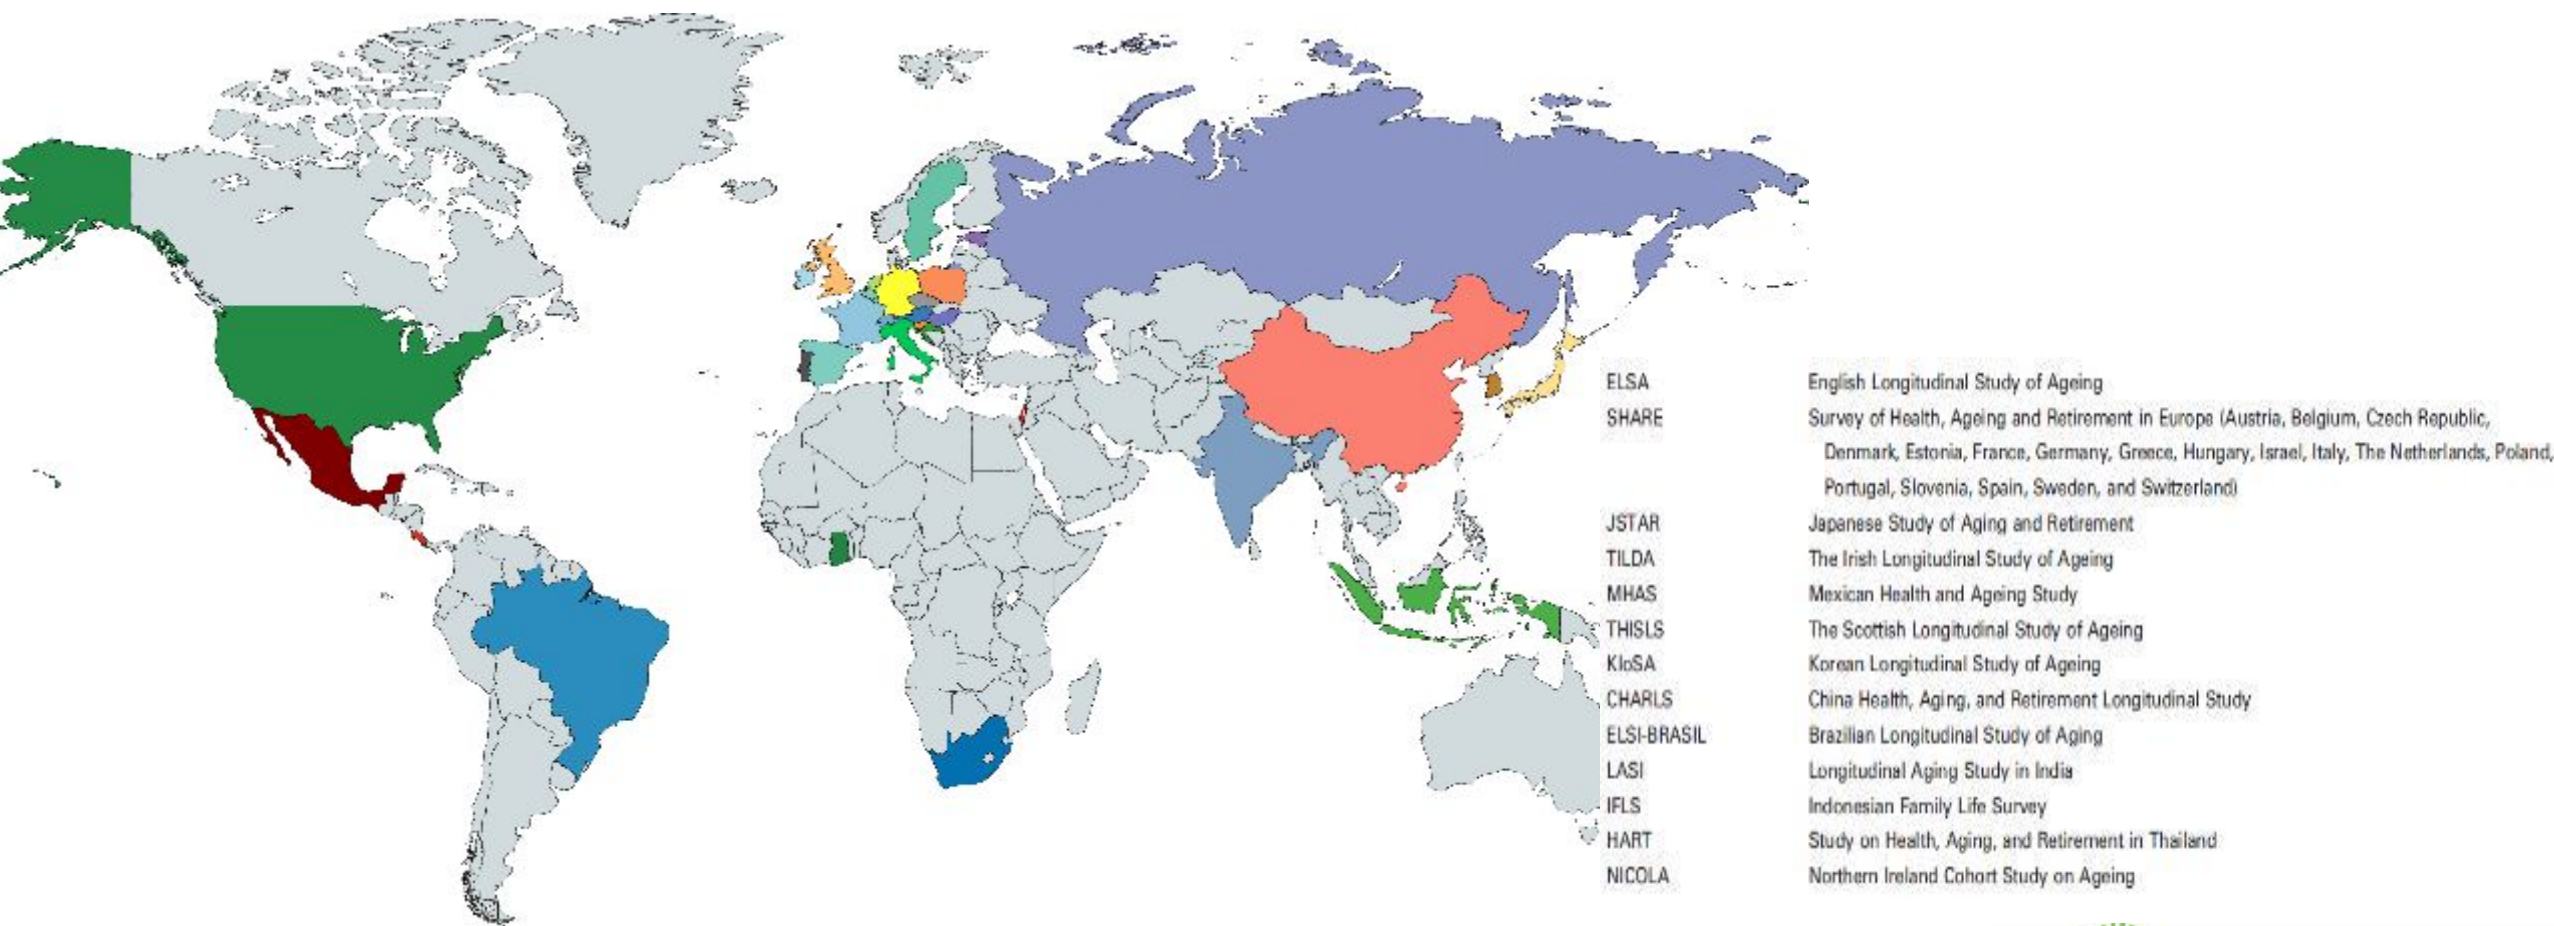 ELSA English Longitudinal Study of Ageing
SHARE Survey of Health, Ageing and Retirement in Europe (Austria, Belgium, Czech Republic,
Denmark, Estonia, France, Germany, Greece, Hungary, Israel, Italy, The Netherlands, Poland,
Portugal, Slovenia, Spain, Sweden, and Switzerland)
JSTAR Japanese Study of Aging and Retirement
TILDA The Irish Longitudinal Study of Ageing
MHAS Mexican Health and Ageing Study
THISLS The Scottish Longitudinal Study of Ageing
KloSA Korean Longitudinal Study of Ageing
CHARLS China Health, Aging, and Retirement Longitudinal Study
ELSI-BRASIL Brazilian Longitudinal Study of Aging
LASI Longitudinal Aging Study in India
IFLS Indonesian Family Life Survey
HART Study on Health, Aging, and Retirement in Thailand
NICOLA Northern Ireland Cohort Study on Ageing